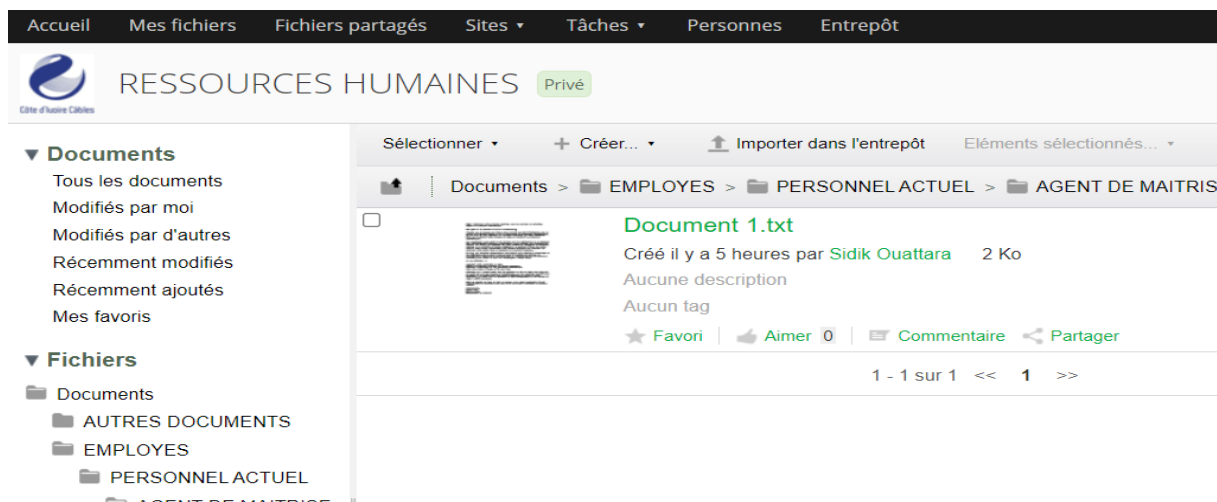 Accueil Mes fichiers Fichiers partagés Sites Tâches Personnes Entrepôt
Côte d'Ivoire Câbles
RESSOURCES HUMAINES Privé
Documents
Tous les documents
Modifiés par moi
Modifiés par d'autres
Récemment modifiés
Récemment ajoutés
Mes favoris
Fichiers
Documents
AUTRES DOCUMENTS
EMPLOYES
PERSONNEL ACTUEL
AGENT DE MAITRISE
Sélectionner + Créer... Importer dans l'entrepôt Eléments sélectionnés...
Documents > EMPLOYES > PERSONNEL ACTUEL > AGENT DE MAITRIS
Document 1.txt
Créé il y a 5 heures par Sidik Ouattara 2 Ko
Aucune description
Aucun tag
Favori Aimer 0 Commentaire Partager
1 - 1 sur 1 << 1 >>